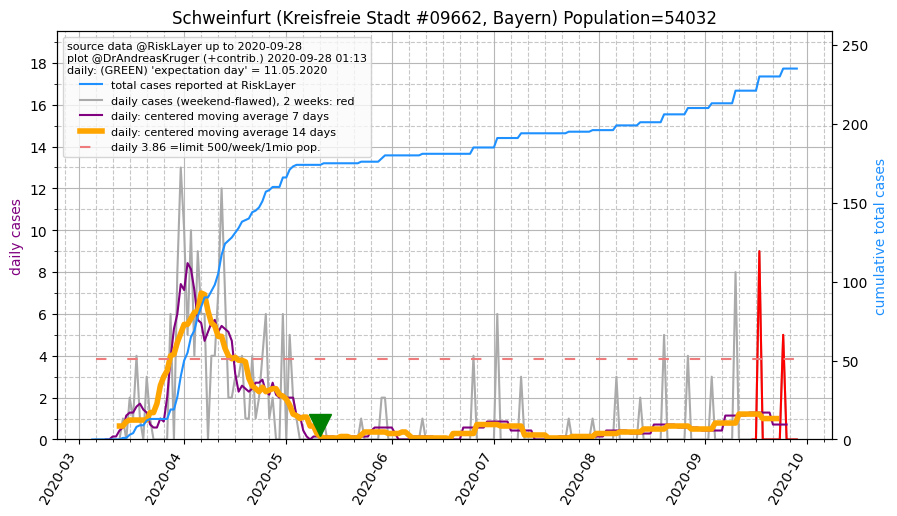 Schweinfurt (Kreisfreie Stadt #09662, Bayern) Population=54032
source data @RiskLayer up to 2020-09-28
plot @DrAndreasKruger (+contrib.) 2020-09-28 01:13
daily: (GREEN) 'expectation day' = 11.05.2020
total cases reported at RiskLayer
daily cases (weekend-flawed), 2 weeks: red
daily: centered moving average 7 days
daily: centered moving average 14 days
daily 3.86 =limit 500/week/1mio pop.
daily cases
18
16
14
12
10
8
6
4
2
0
cumulative total cases
250
200
150
100
50
0
2020-03
2020-04
2020-05
2020-06
2020-07
2020-08
2020-09
2020-10